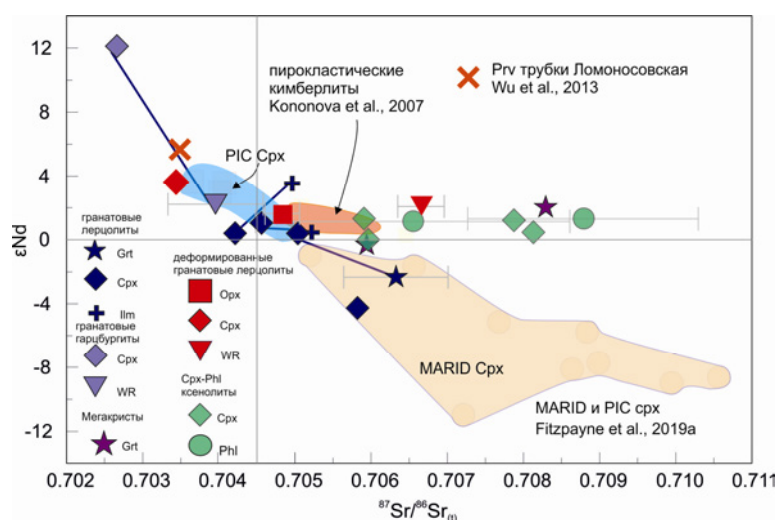 12
8
4
0
-4
-8
-12
εNd
пирокластические
кимберлиты
Kononova et al., 2007
Prv трубки Ломоносовская
Wu et al., 2013
PIC Cpx
гранатовые
лерцолиты
Grt
Cpx
Ilm
гранатовые
гарцбургиты
Cpx
WR
Мегакристы
Grt
деформированные
гранатовые лерцолиты
Opx
Cpx
WR
Cpx-Phl
ксенолиты
Cpx
Phl
MARID Cpx
MARID и PIC cpx
Fitzpayne et al., 2019a
0.702 0.703 0.704 0.705 0.706 0.707 0.708 0.709 0.710 0.711
⁸⁷Sr/⁸⁶Sr₍ₜ₎